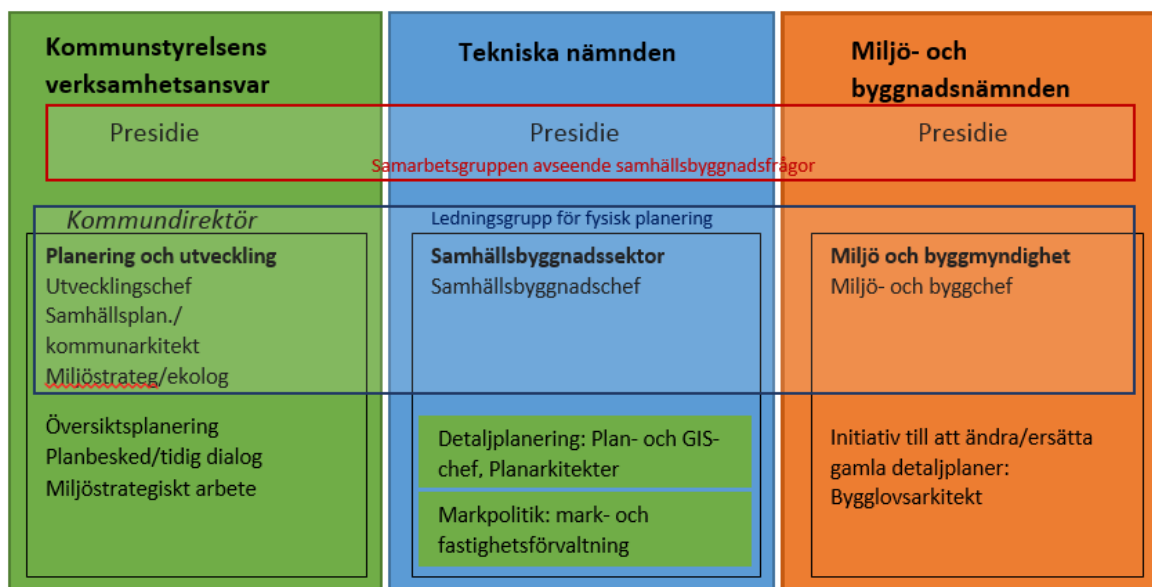 Kommunstyrelsens
verksamhetsansvar
Tekniska nämnden
Miljö- och
byggnadsnämnden
Presidie
Presidie
Presidie
Samarbetsgruppen avseende samhällsbyggnadsfrågor
Kommundirektör
Ledningsgrupp för fysisk planering
Planering och utveckling
Utvecklingschef
Samhällsplan./
kommunarkitekt
Miljöstrateg/ekolog
Översiktsplanering
Planbesked/tidig dialog
Miljöstrategiskt arbete
Samhällsbyggnadssektor
Samhällsbyggnadschef
Detaljplanering: Plan- och GIS-
chef, Planarkitekter
Markpolitik: mark- och
fastighetsförvaltning
Miljö och byggmyndighet
Miljö- och byggchef
Initiativ till att ändra/ersätta
gamla detaljplaner:
Bygglovsarkitekt